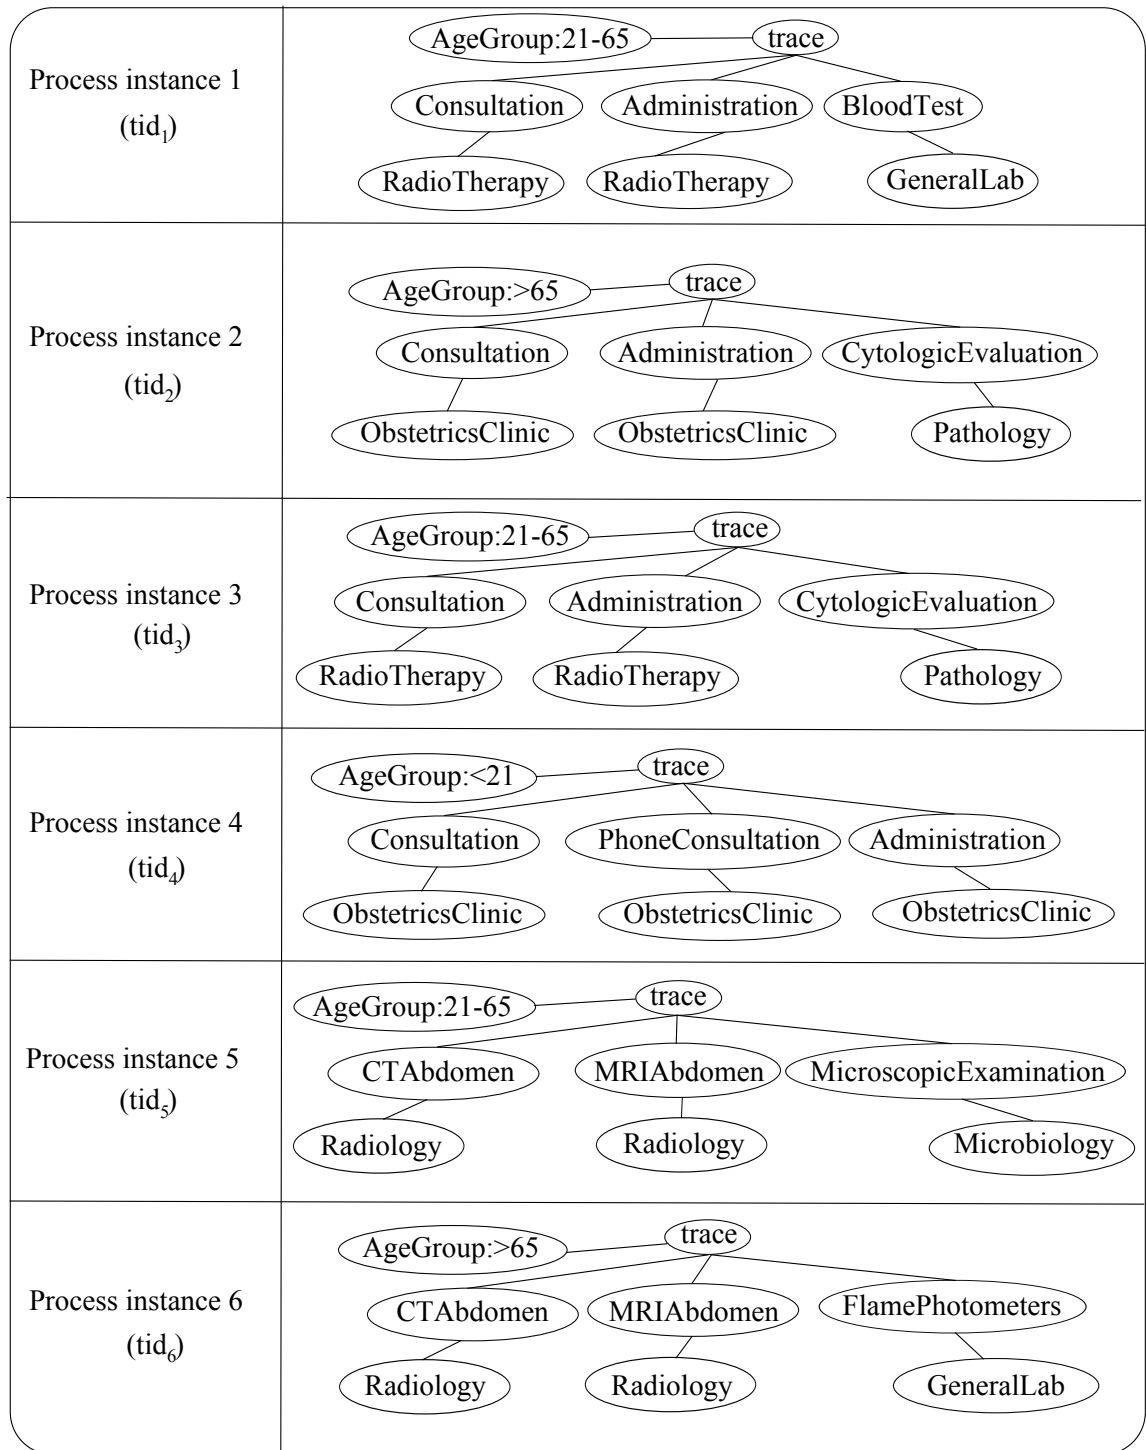 Process instance 1
(tid₁)
AgeGroup:21-65
trace
Consultation
Administration
BloodTest
RadioTherapy
RadioTherapy
GeneralLab
Process instance 2
(tid₂)
AgeGroup:>65
trace
Consultation
Administration
CytologicEvaluation
ObstetricsClinic
ObstetricsClinic
Pathology
Process instance 3
(tid₃)
AgeGroup:21-65
trace
Consultation
Administration
CytologicEvaluation
RadioTherapy
RadioTherapy
Pathology
Process instance 4
(tid₄)
AgeGroup:<21
trace
Consultation
PhoneConsultation
Administration
ObstetricsClinic
ObstetricsClinic
ObstetricsClinic
Process instance 5
(tid₅)
AgeGroup:21-65
trace
CTAbdomen
MRIAbdomen
MicroscopicExamination
Radiology
Radiology
Microbiology
Process instance 6
(tid₆)
AgeGroup:>65
trace
CTAbdomen
MRIAbdomen
FlamePhotometers
Radiology
Radiology
GeneralLab